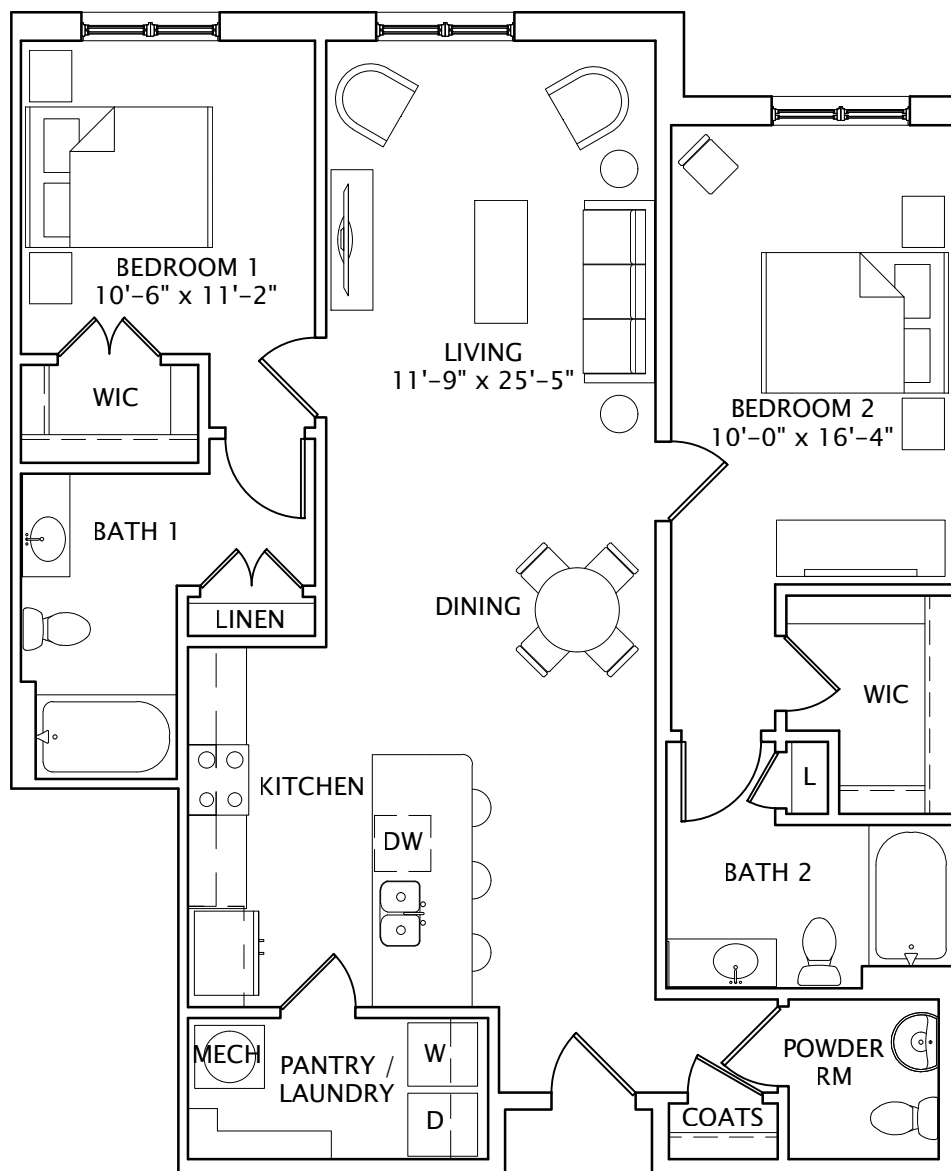 BEDROOM 1
10'-6" x 11'-2"
WIC
LIVING
11'-9" x 25'-5"
BEDROOM 2
10'-0" x 16'-4"
BATH 1
LINEN
DINING
WIC
KITCHEN
L
DW
BATH 2
MECH
PANTRY /
LAUNDRY
W
D
POWDER
RM
COATS